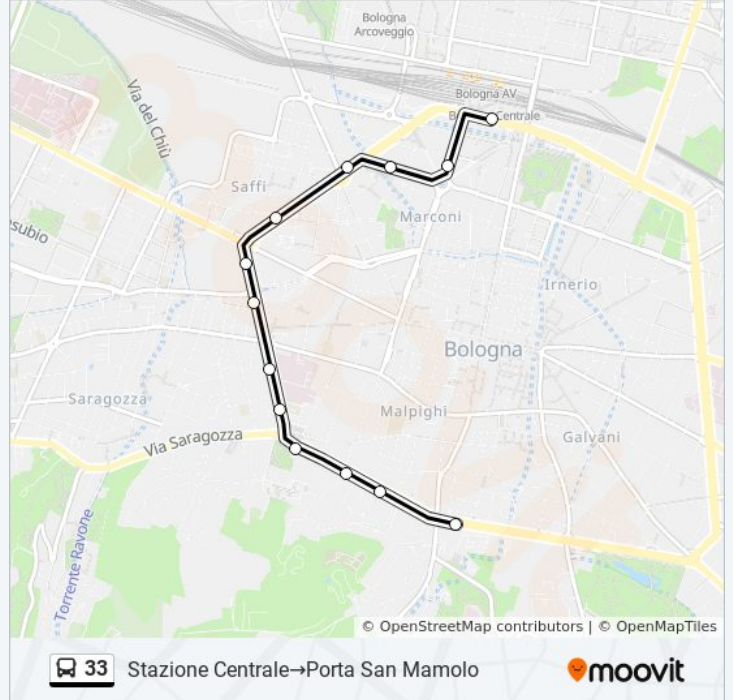 Bologna
Arcoveggio
Bologna AV
B Centrale
Via del Chiù
Saffi
Marconi
esubio
Irnerio
Bologna
Saragozza
Malpighi
Via Saragozza
Galvani
Torrente Ravone
© OpenStreetMap contributors | © OpenMapTiles
33 Stazione Centrale→Porta San Mamolo
moovit